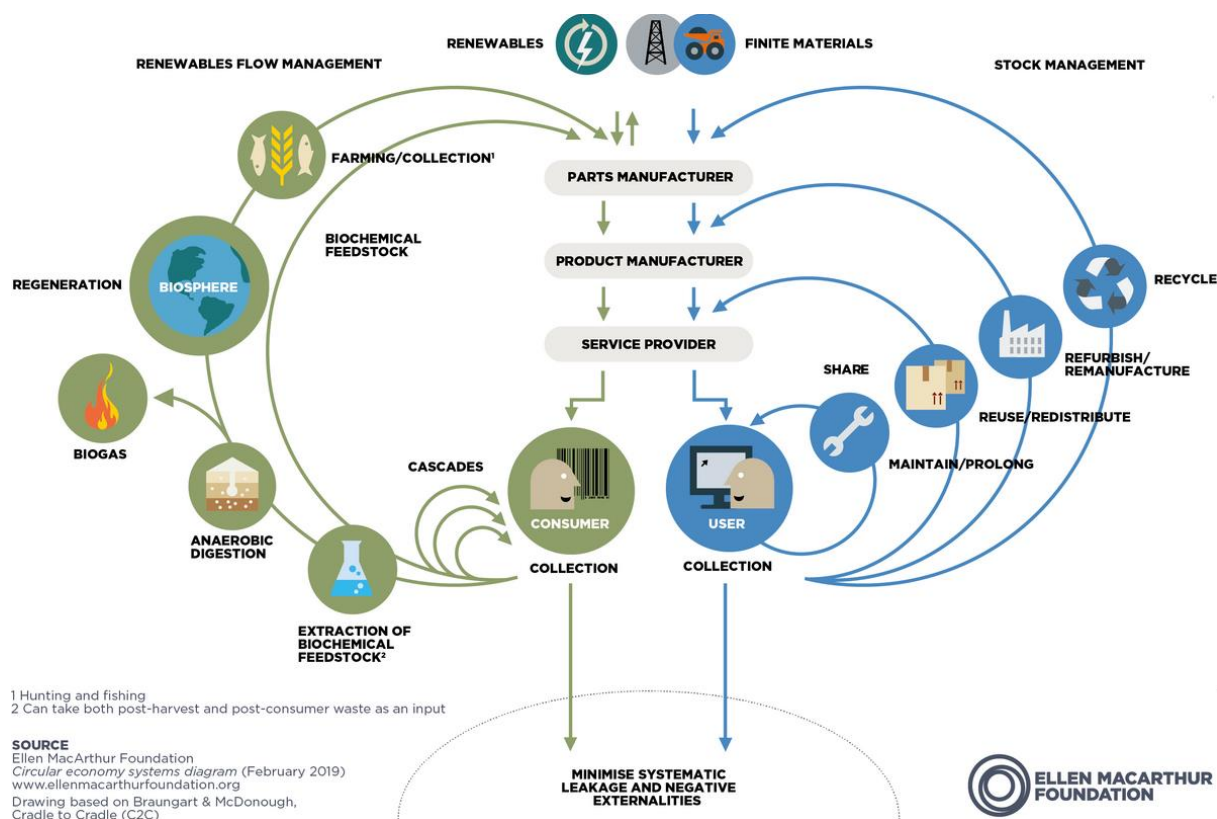 RENEWABLES
FINITE MATERIALS
RENEWABLES FLOW MANAGEMENT
STOCK MANAGEMENT
FARMING/COLLECTION¹
PARTS MANUFACTURER
BIOCHEMICAL
FEEDSTOCK
PRODUCT MANUFACTURER
REGENERATION
BIOSPHERE
RECYCLE
SERVICE PROVIDER
REFURBISH/
REMANUFACTURE
SHARE
REUSE/REDISTRIBUTE
BIOGAS
CASCADES
MAINTAIN/PROLONG
CONSUMER
USER
ANAEROBIC
DIGESTION
COLLECTION
COLLECTION
EXTRACTION OF
BIOCHEMICAL
FEEDSTOCK²
1 Hunting and fishing
2 Can take both post-harvest and post-consumer waste as an input
SOURCE
Ellen MacArthur Foundation
Circular economy systems diagram (February 2019)
www.ellenmacarthurfoundation.org
Drawing based on Braungart & McDonough,
Cradle to Cradle (C2C)
MINIMISE SYSTEMATIC
LEAKAGE AND NEGATIVE
EXTERNALITIES
ELLEN MACARTHUR
FOUNDATION